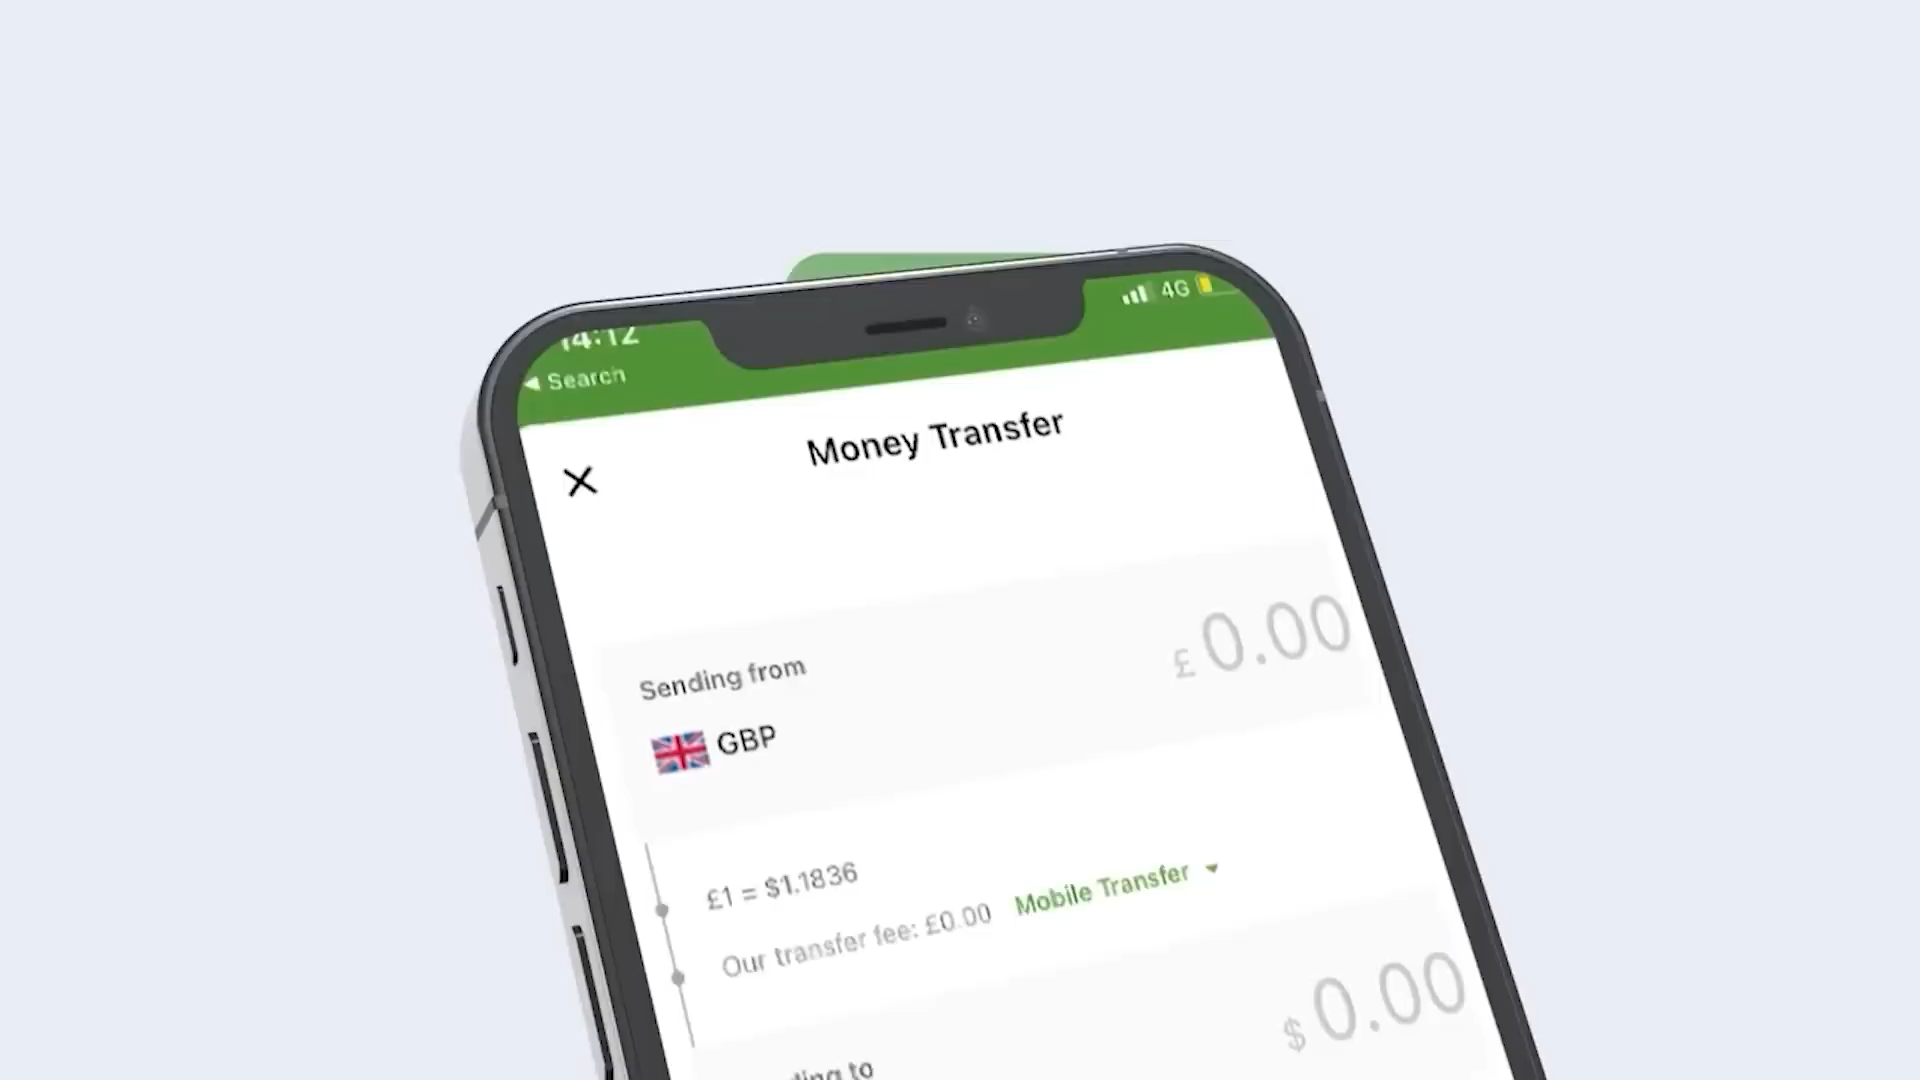 14:12
4G
◀ Search
Money Transfer
Sending from
£ 0.00
GBP
£1 = $1.1836
Our transfer fee: £0.00 Mobile Transfer
$ 0.00
to